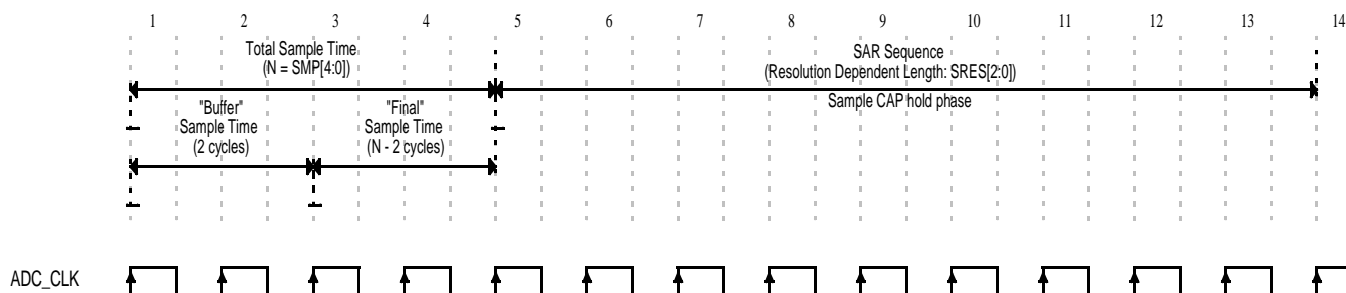 1 2 3 4 5 6 7 8 9 10 11 12 13 14
Total Sample Time
(N = SMP[4:0])
SAR Sequence
(Resolution Dependent Length: SRES[2:0])
Sample CAP hold phase
"Buffer"
Sample Time
(2 cycles)
"Final"
Sample Time
(N - 2 cycles)
ADC_CLK